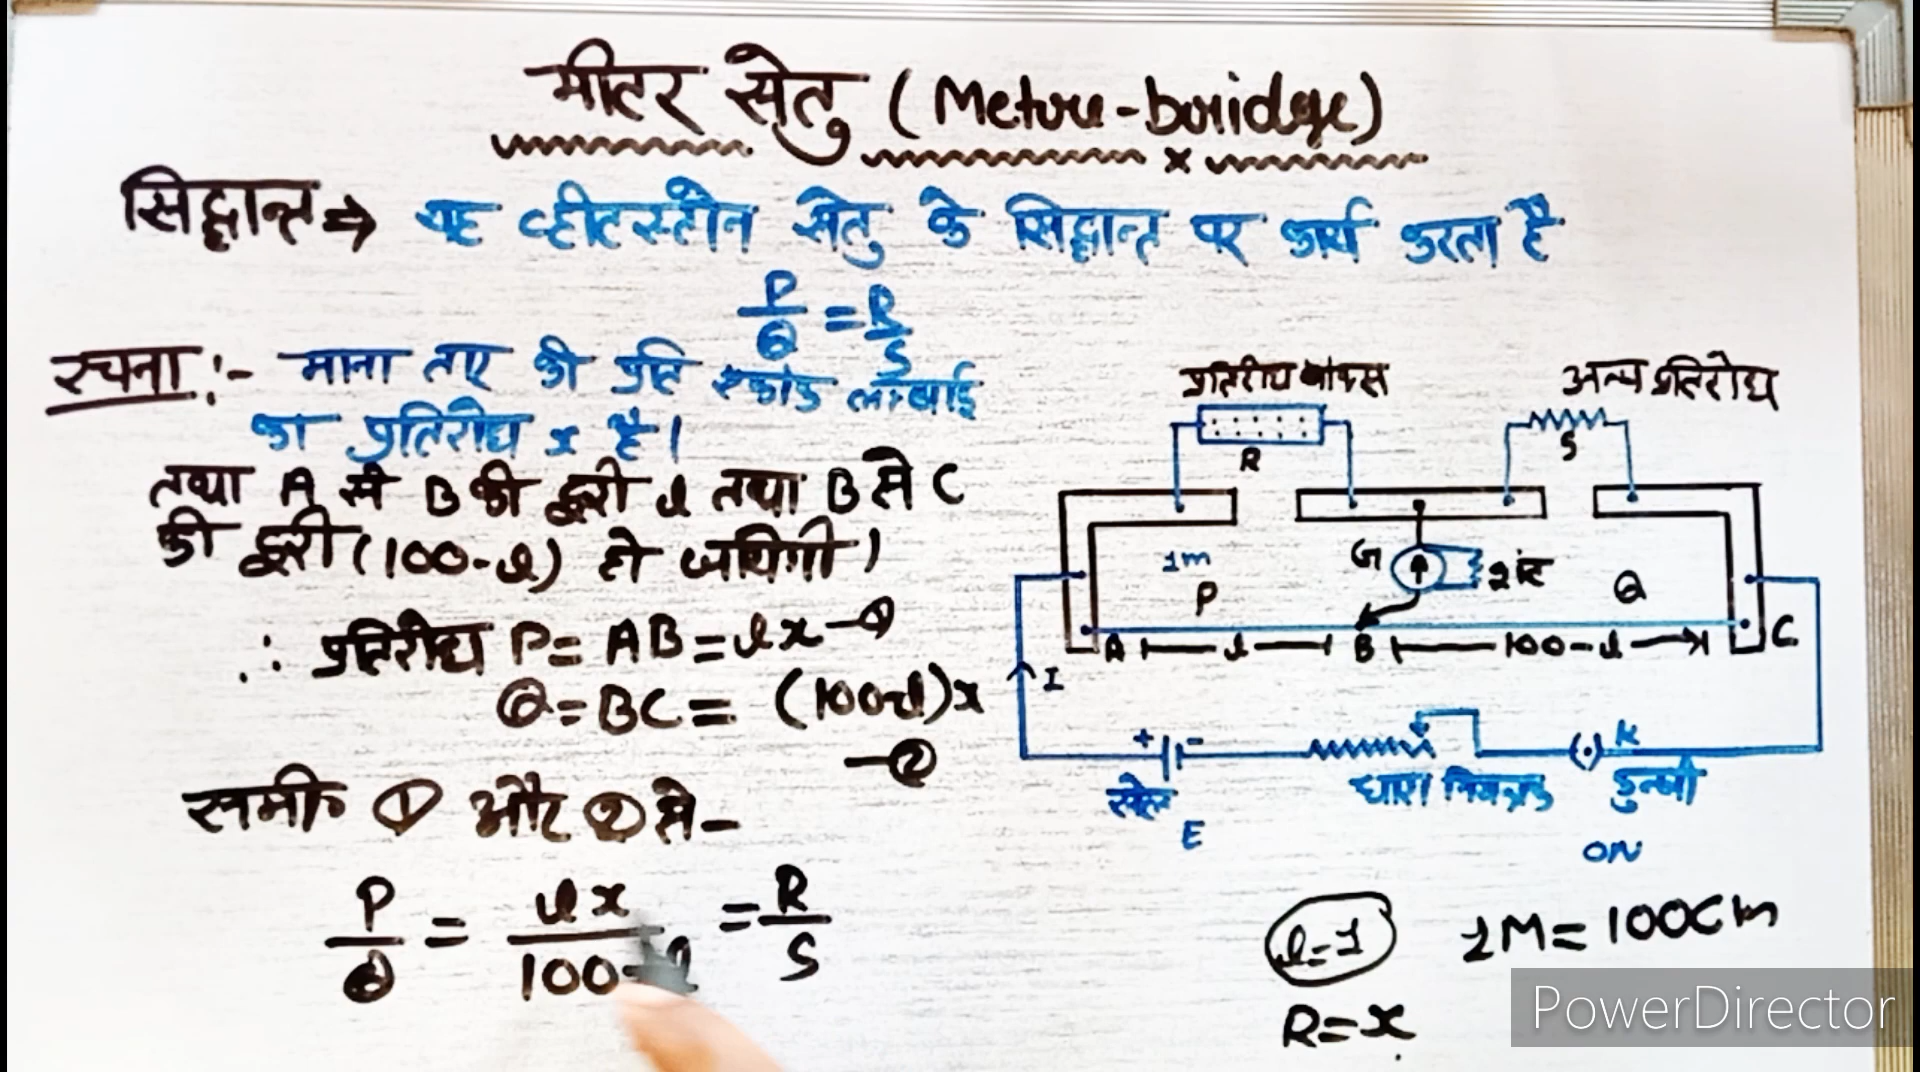 मीटर सेतु (Metere-bridge)
सिद्धान्त ⇒ यह व्हीटस्टोन सेतु के सिद्धान्त पर कार्य करता है
P/Q = R/S
रचना :- माना तार की प्रति एकांक लम्बाई
का प्रतिरोध x है।
तथा A से B की दूरी l तथा B से C
की दूरी (100-l) हो जायेगी।
∴ प्रतिरोध P = AB = lx —①
Q = BC = (100-l)x
—②
समी० ① और ② से-
P/Q = lx/100-l = R/S
प्रतिरोध बॉक्स
अन्य प्रतिरोध
R
S
1m
P
G
शंट
Q
A l B 100-l C
I
+ -
K
सेल
धारा नियंत्रक
कुन्जी
E
ON
l=1 1M = 100cm
R = x
PowerDirector